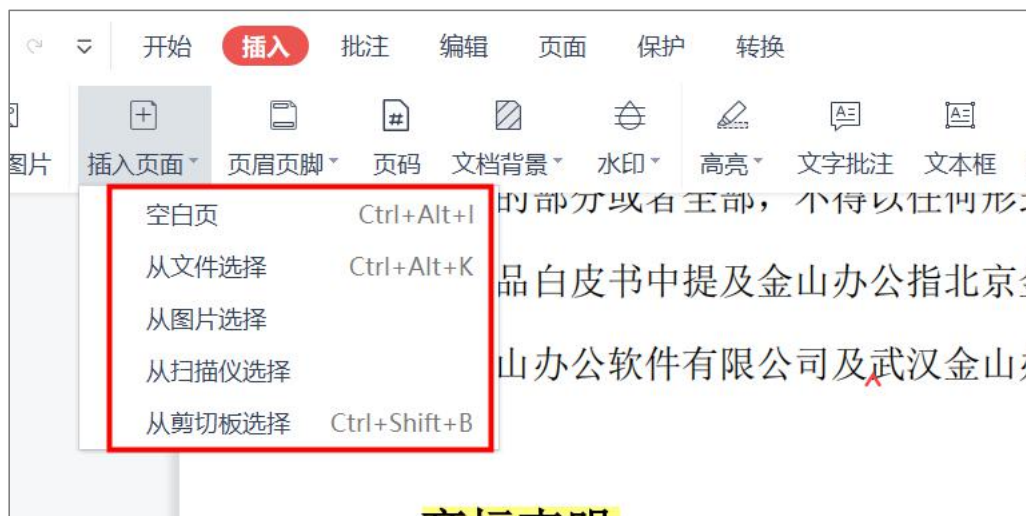 开始 插入 批注 编辑 页面 保护 转换
图片 插入页面 页眉页脚 页码 文档背景 水印 高亮 文字批注 文本框
空白页 Ctrl+Alt+I
从文件选择 Ctrl+Alt+K
从图片选择
从扫描仪选择
从剪切板选择 Ctrl+Shift+B
的部分或者全部，不得以任何形
品白皮书中提及金山办公指北京
山办公软件有限公司及武汉金山